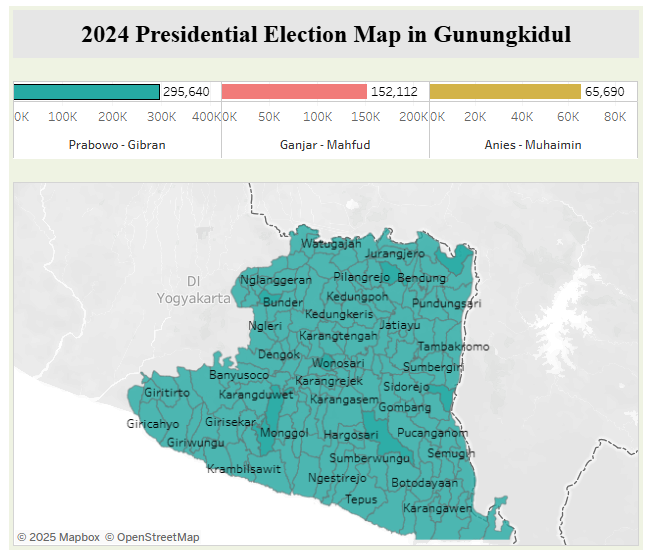 2024 Presidential Election Map in Gunungkidul
295,640
152,112
65,690
0K 100K 200K 300K 400K 0K 50K 100K 150K 200K 0K 20K 40K 60K 80K
Prabowo - Gibran
Ganjar - Mahfud
Anies - Muhaimin
Watugajah
Jurangjero
Nglanggeran
Pilangrejo
Bendung
DI
Yogyakarta
Bunder
Kedungpoh
Pundungsari
Kedungkeris
Ngleri
Jatiayu
Karangtengah
Tambakromo
Dengok
Wonosari
Sumbergiri
Banyusoco
Karangrejek
Sidorejo
Giritirto
Karangduwet
Karangasem
Gombang
Giricahyo
Girisekar
Monggol
Hargosari
Pucanganom
Giriwungu
Semugih
Sumberwungu
Krambilsawit
Ngestirejo
Botodayaan
Tepus
Karangawen
© 2025 Mapbox © OpenStreetMap